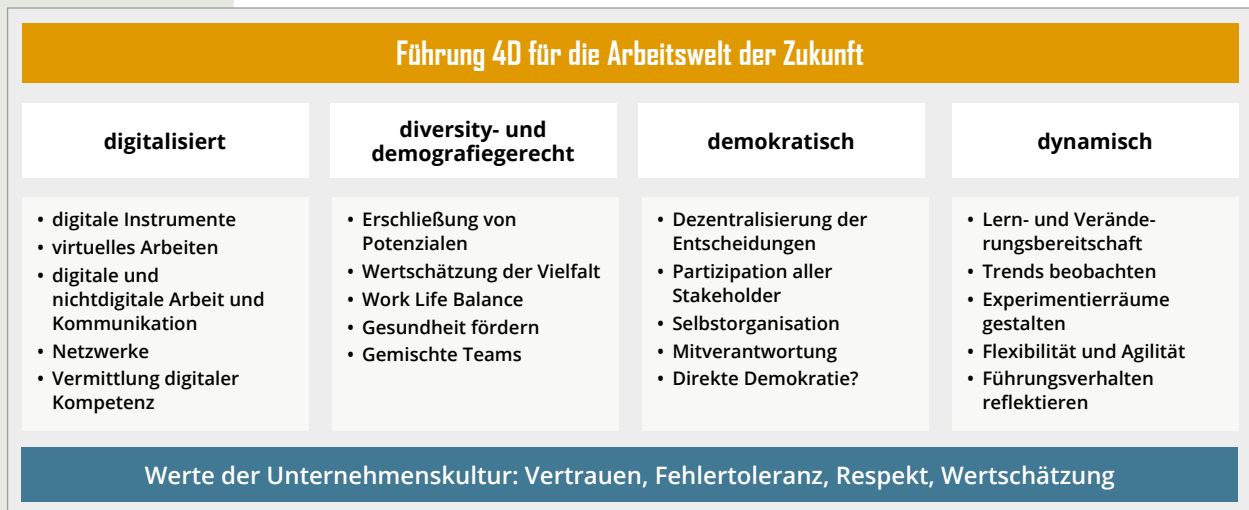 Führung 4D für die Arbeitswelt der Zukunft
digitalisiert
• digitale Instrumente
• virtuelles Arbeiten
• digitale und
nichtdigitale Arbeit und
Kommunikation
• Netzwerke
• Vermittlung digitaler
Kompetenz
diversity- und
demografiegerecht
• Erschließung von
Potenzialen
• Wertschätzung der Vielfalt
• Work Life Balance
• Gesundheit fördern
• Gemischte Teams
demokratisch
• Dezentralisierung der
Entscheidungen
• Partizipation aller
Stakeholder
• Selbstorganisation
• Mitverantwortung
• Direkte Demokratie?
dynamisch
• Lern- und Verände-
rungsbereitschaft
• Trends beobachten
• Experimentierräume
gestalten
• Flexibilität und Agilität
• Führungsverhalten
reflektieren
Werte der Unternehmenskultur: Vertrauen, Fehlertoleranz, Respekt, Wertschätzung